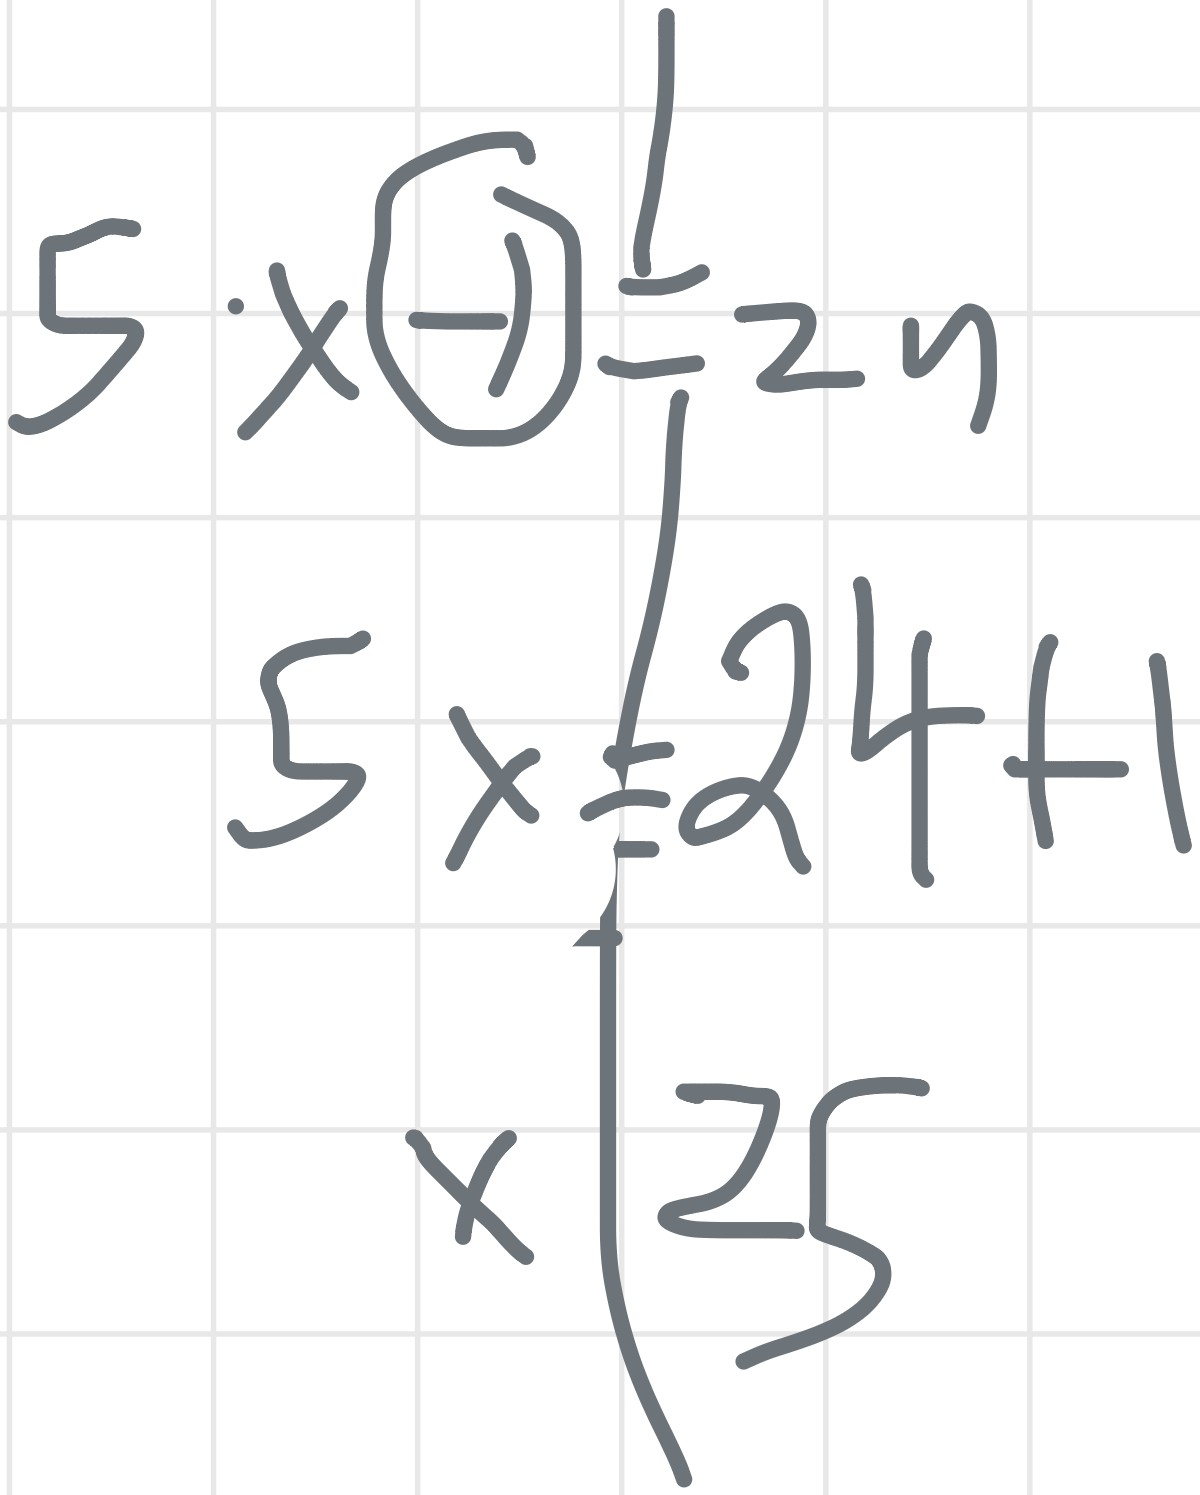 5 · x - 1 = 24
5x = 24 + 1
x 25